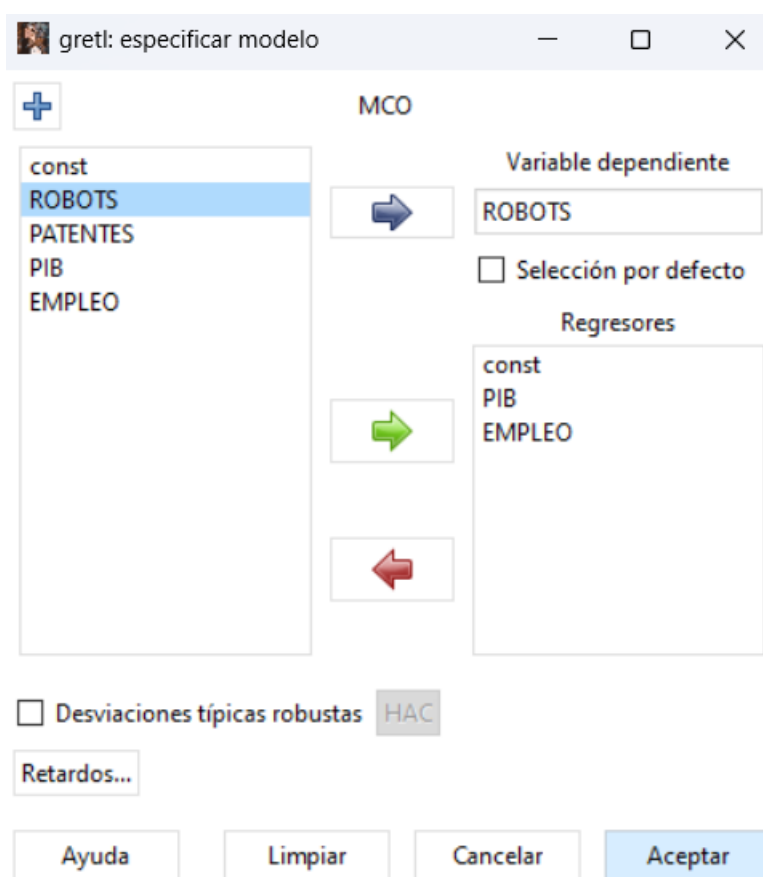 gretl: especificar modelo
MCO
const
ROBOTS
PATENTES
PIB
EMPLEO
Variable dependiente
ROBOTS
Selección por defecto
Regresores
const
PIB
EMPLEO
Desviaciones típicas robustas HAC
Retardos...
Ayuda Limpiar Cancelar Aceptar